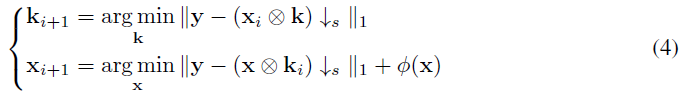 k_{i+1} = arg min_k ‖y − (x_i ⊗ k) ↓_s ‖_1
x_{i+1} = arg min_x ‖y − (x ⊗ k_i) ↓_s ‖_1 + ϕ(x)
(4)